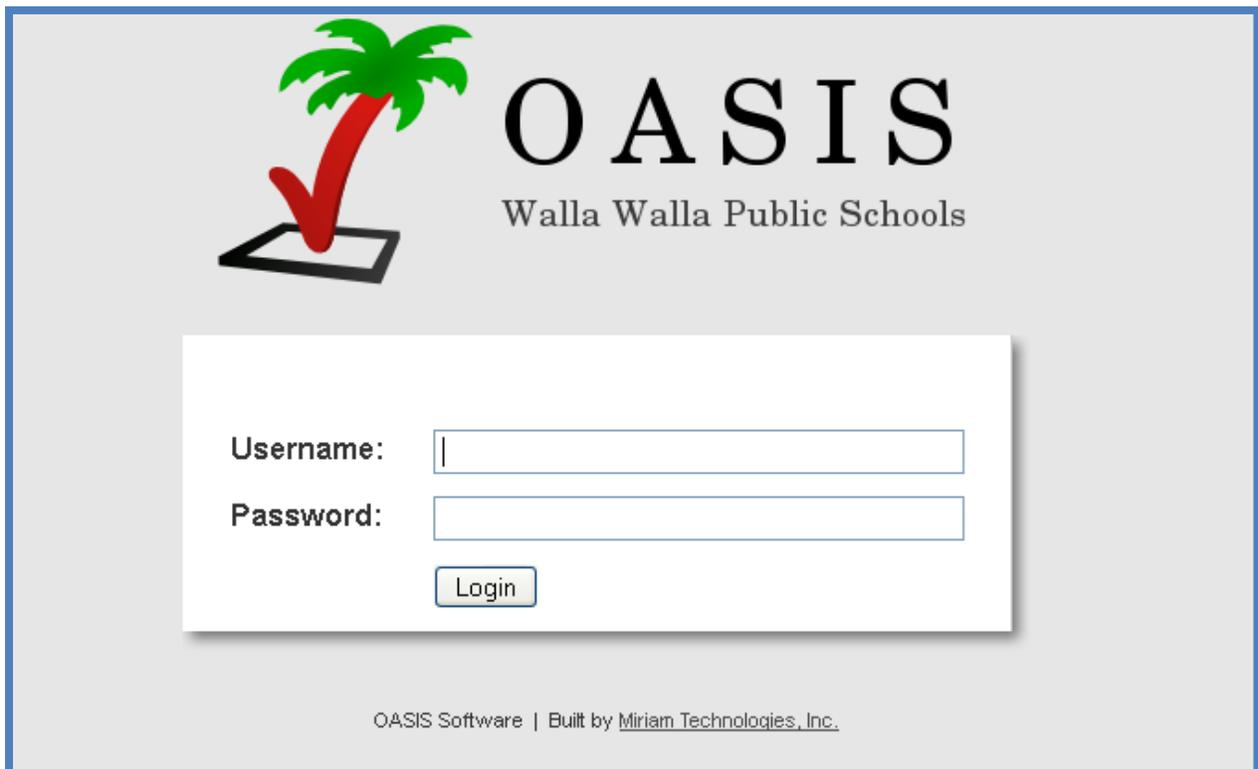 OASIS
Walla Walla Public Schools
Username:
Password:
Login
OASIS Software | Built by Miriam Technologies, Inc.